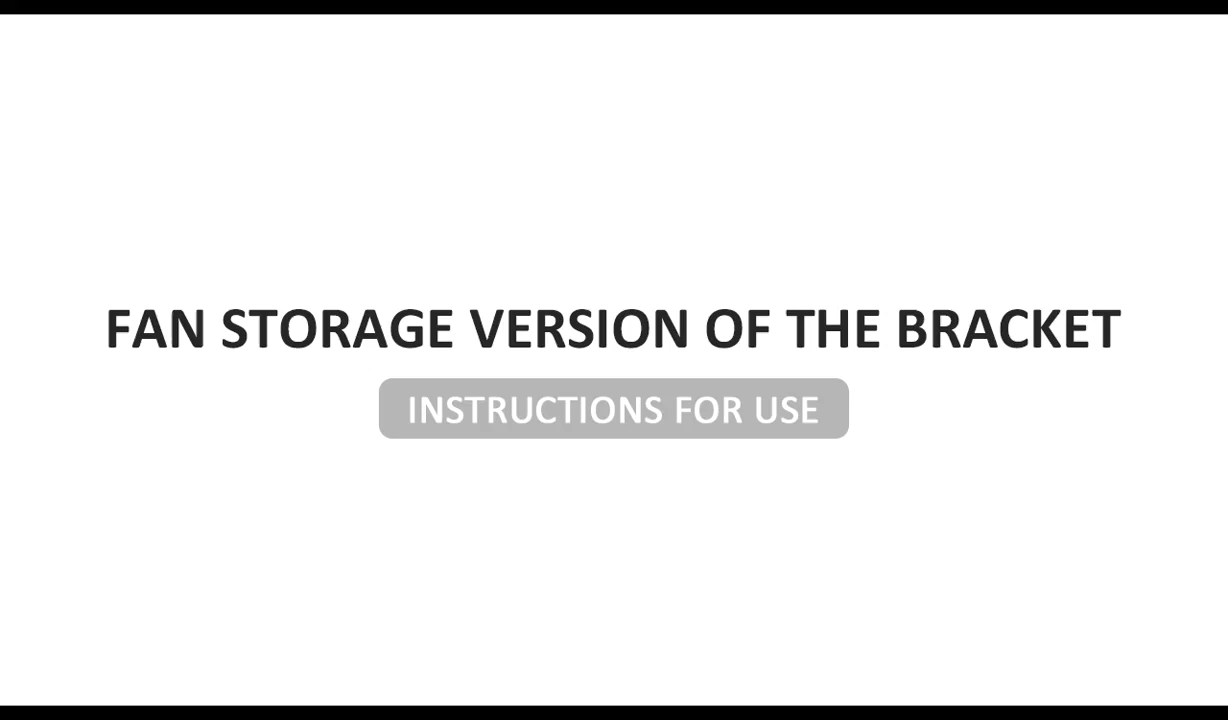 FAN STORAGE VERSION OF THE BRACKET
INSTRUCTIONS FOR USE